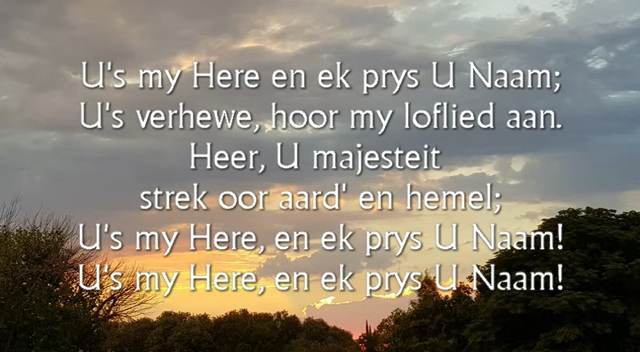 U's my Here en ek prys U Naam;
U's verhewe, hoor my loflied aan.
Heer, U majesteit
strek oor aard' en hemel;
U's my Here, en ek prys U Naam!
U's my Here, en ek prys U Naam!